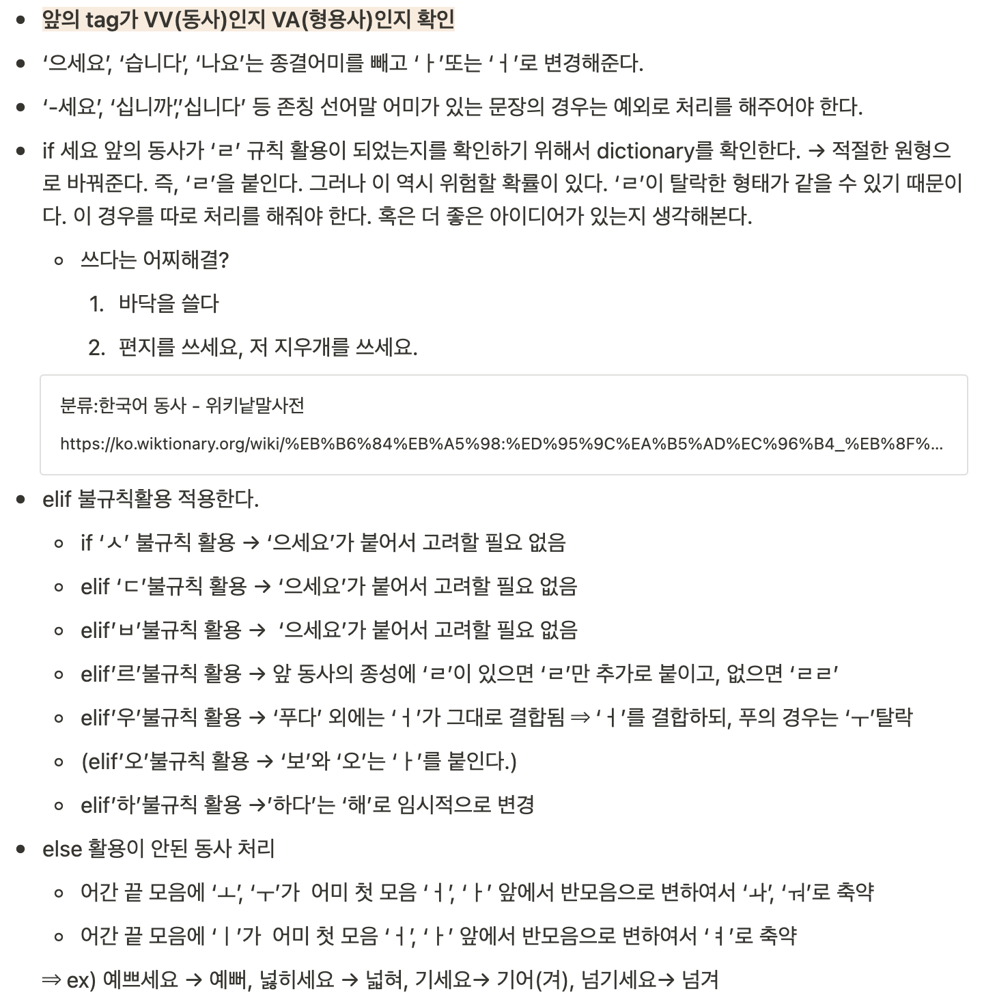 앞의 tag가 VV(동사)인지 VA(형용사)인지 확인
‘으세요’, ‘습니다’, ‘나요’는 종결어미를 빼고 ‘ㅏ’또는 ‘ㅓ’로 변경해준다.
‘-세요’, ‘십니까’,’십니다’ 등 존칭 선어말 어미가 있는 문장의 경우는 예외로 처리를 해주어야 한다.
if 세요 앞의 동사가 ‘ㄹ’ 규칙 활용이 되었는지를 확인하기 위해서 dictionary를 확인한다. → 적절한 원형으
로 바꿔준다. 즉, ‘ㄹ’을 붙인다. 그러나 이 역시 위험할 확률이 있다. ‘ㄹ’이 탈락한 형태가 같을 수 있기 때문이
다. 이 경우를 따로 처리를 해줘야 한다. 혹은 더 좋은 아이디어가 있는지 생각해본다.
쓰다는 어찌해결?
1. 바닥을 쓸다
2. 편지를 쓰세요, 저 지우개를 쓰세요.
분류:한국어 동사 - 위키낱말사전
https://ko.wiktionary.org/wiki/%EB%B6%84%EB%A5%98:%ED%95%9C%EA%B5%AD%EC%96%B4_%EB%8F%...
elif 불규칙활용 적용한다.
if ‘ㅅ’ 불규칙 활용 → ‘으세요’가 붙어서 고려할 필요 없음
elif ‘ㄷ’불규칙 활용 → ‘으세요’가 붙어서 고려할 필요 없음
elif’ㅂ’불규칙 활용 → ‘으세요’가 붙어서 고려할 필요 없음
elif’르’불규칙 활용 → 앞 동사의 종성에 ‘ㄹ’이 있으면 ‘ㄹ’만 추가로 붙이고, 없으면 ‘ㄹㄹ’
elif’우’불규칙 활용 → ‘푸다’ 외에는 ‘ㅓ’가 그대로 결합됨 ⇒ ‘ㅓ’를 결합하되, 푸의 경우는 ‘ㅜ’탈락
(elif’오’불규칙 활용 → ‘보’와 ‘오’는 ‘ㅏ’를 붙인다.)
elif’하’불규칙 활용 →’하다’는 ‘해’로 임시적으로 변경
else 활용이 안된 동사 처리
어간 끝 모음에 ‘ㅗ’, ‘ㅜ’가 어미 첫 모음 ‘ㅓ’, ‘ㅏ’ 앞에서 반모음으로 변하여서 ‘ㅘ’, ‘ㅝ’로 축약
어간 끝 모음에 ‘ㅣ’가 어미 첫 모음 ‘ㅓ’, ‘ㅏ’ 앞에서 반모음으로 변하여서 ‘ㅕ’로 축약
⇒ ex) 예쁘세요 → 예뻐, 넓히세요 → 넓혀, 기세요→ 기어(겨), 넘기세요→ 넘겨